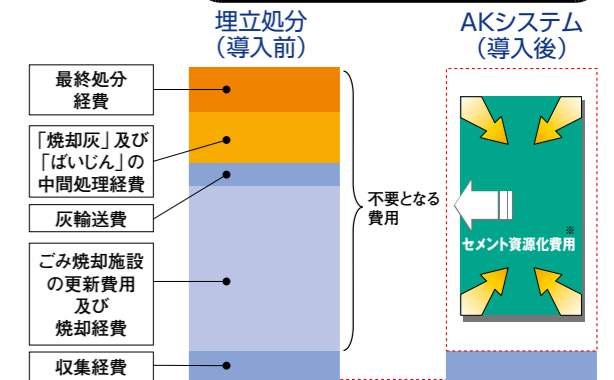 埋立処分
（導入前）
AKシステム
（導入後）
最終処分
経費
「焼却灰」及び
「ばいじん」の
中間処理経費
灰輸送費
ごみ焼却施設
の更新費用
及び
焼却経費
収集経費
不要となる
費用
※
セメント資源化費用